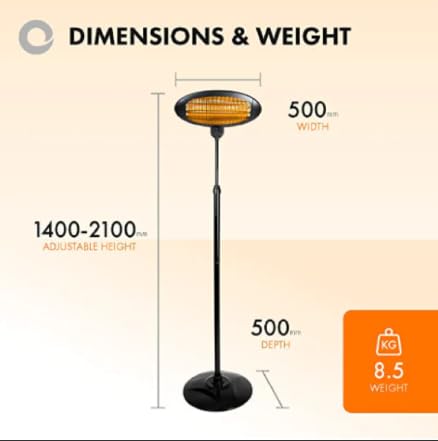 DIMENSIONS & WEIGHT
500mm
WIDTH
1400-2100mm
ADJUSTABLE HEIGHT
500mm
DEPTH
KG
8.5
WEIGHT